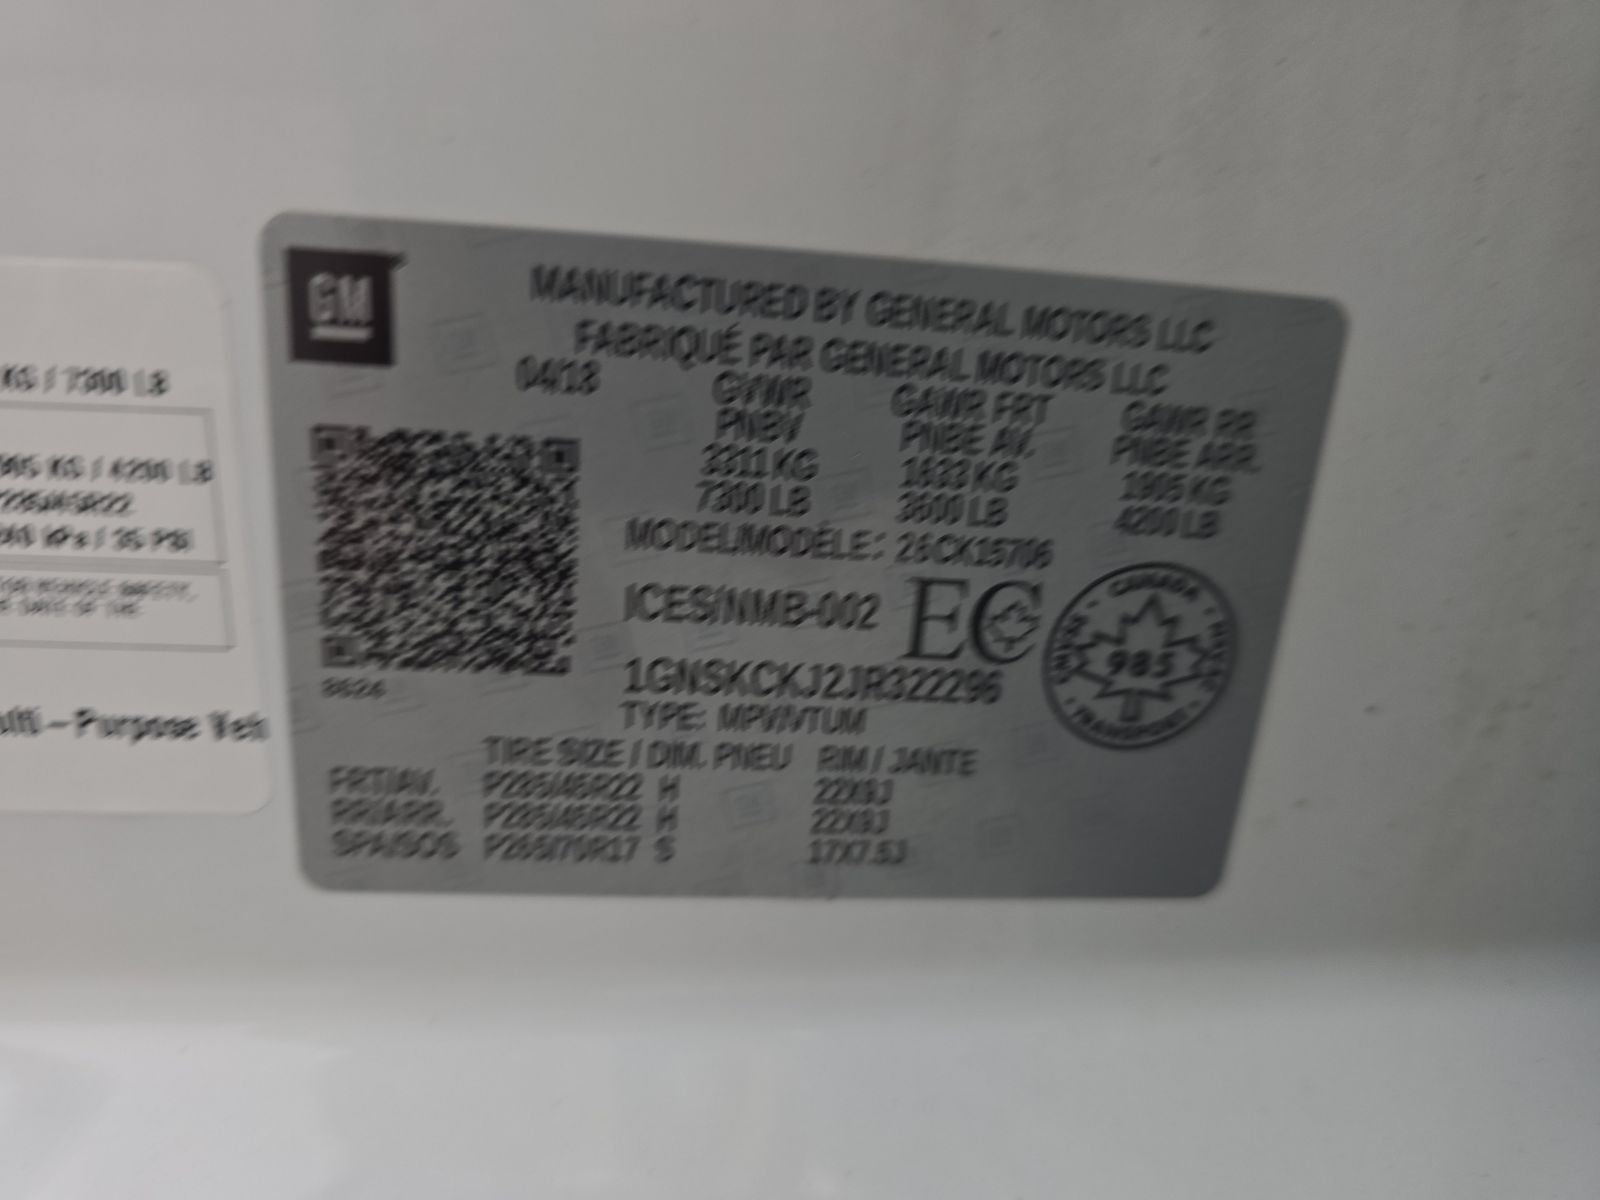 KG / 7300 LB
KG / 4200 LB
kPa / 35 PSI
Multi-Purpose Veh
GM
MANUFACTURED BY GENERAL MOTORS LLC
FABRIQUÉ PAR GENERAL MOTORS LLC
04/18 GVWR GAWR FRT GAWR RR
PNBV PNBE AV. PNBE ARR.
3311 KG 1633 KG 1905 KG
7300 LB 3600 LB 4200 LB
MODEL/MODÈLE:
ICES/NMB-002 EC
CANADA
985
TRANSPORT
1GNSKCKJ2JR322296
TYPE: MPV/VTUM
TIRE SIZE / DIM. PNEU RIM / JANTE
FRT/AV. P285/45R22 H 22X9J
RR/ARR. P285/45R22 H 22X9J
SPA/SOS P265/70R17 S 17X7.5J